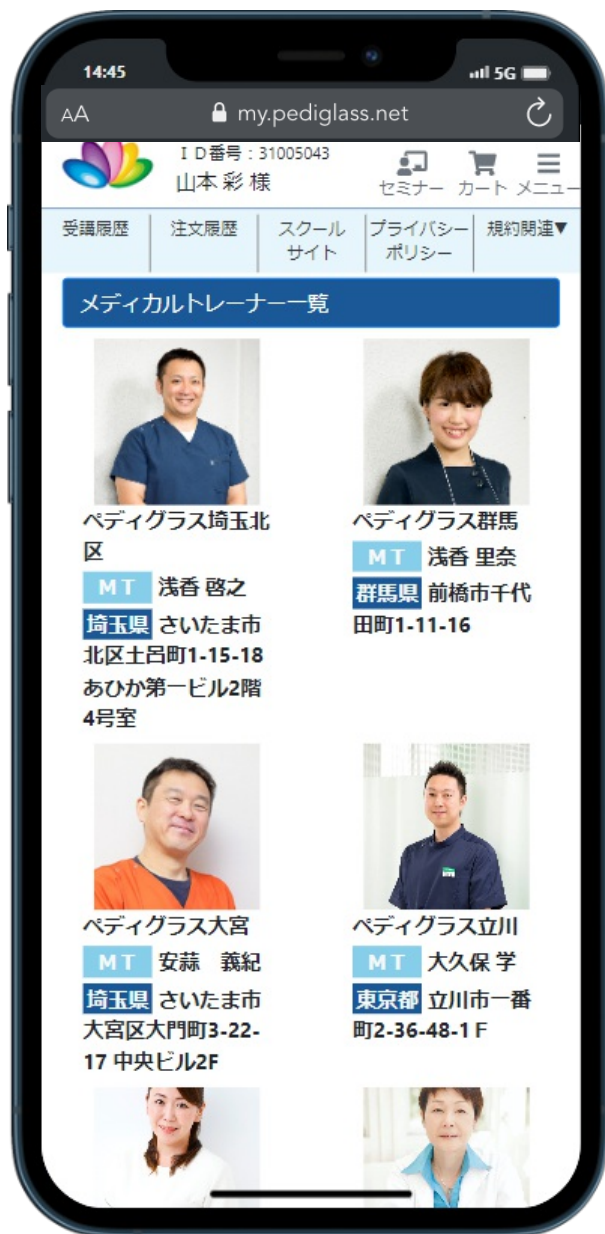 14:45
5G
AA my.pediglass.net
ID番号：31005043
山本 彩 様
セミナー カート メニュー
受講履歴 注文履歴 スクール
サイト プライバシー
ポリシー 規約関連▼
メディカルトレーナー一覧
ペディグラス埼玉北
区
MT 浅香 啓之
埼玉県 さいたま市
北区土呂町1-15-18
あひか第一ビル2階
4号室
ペディグラス群馬
MT 浅香 里奈
群馬県 前橋市千代
田町1-11-16
ペディグラス大宮
MT 安蒜　義紀
埼玉県 さいたま市
大宮区大門町3-22-
17 中央ビル2F
ペディグラス立川
MT 大久保 学
東京都 立川市一番
町2-36-48-1Ｆ